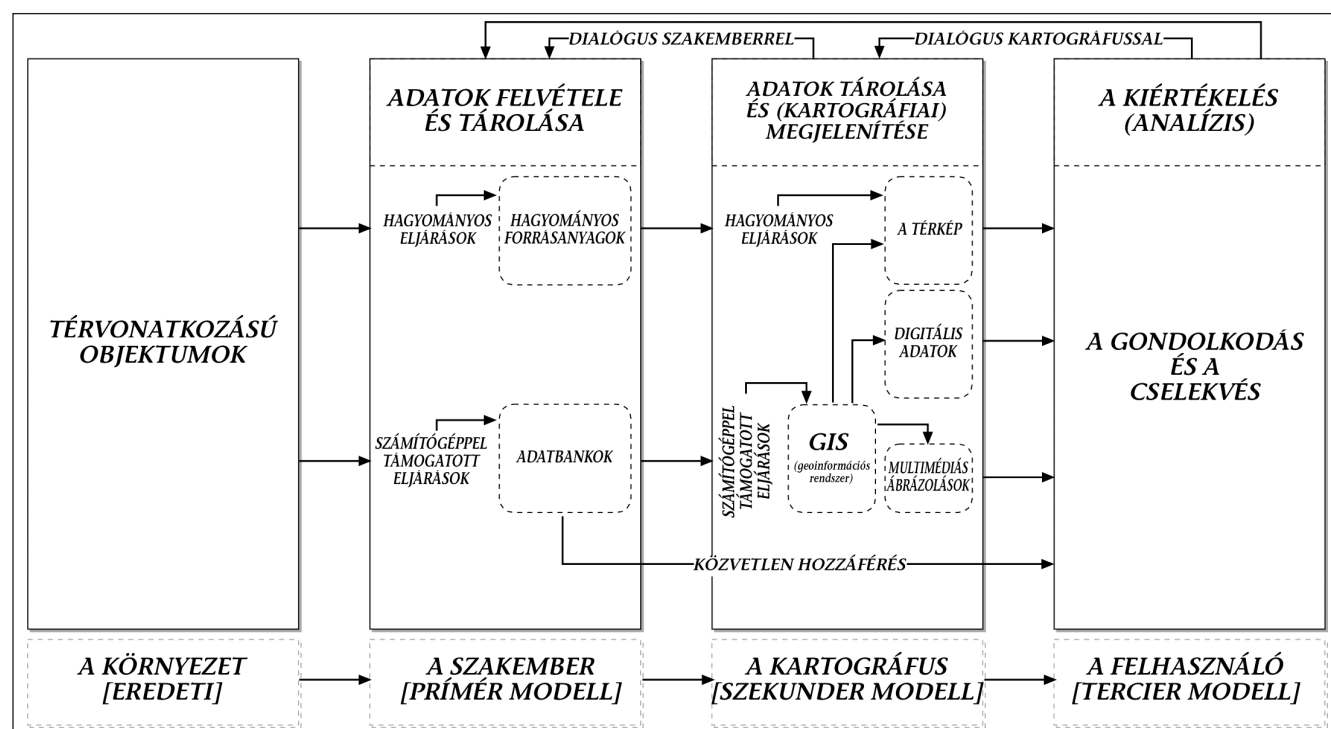 DIALÓGUS SZAKEMBERREL
DIALÓGUS KARTOGRÁFUSSAL
TÉRVONATKOZÁSÚ
OBJEKTUMOK
ADATOK FELVÉTELE
ÉS TÁROLÁSA
HAGYOMÁNYOS
ELJÁRÁSOK
HAGYOMÁNYOS
FORRÁSANYAGOK
SZÁMÍTÓGÉPPEL
TÁMOGATOTT
ELJÁRÁSOK
ADATBANKOK
ADATOK TÁROLÁSA
ÉS (KARTOGRÁFIAI)
MEGJELENÍTÉSE
HAGYOMÁNYOS
ELJÁRÁSOK
A TÉRKÉP
DIGITÁLIS
ADATOK
SZÁMÍTÓGÉPPEL
TÁMOGATOTT
ELJÁRÁSOK
GIS
(geoinformációs
rendszer)
MULTIMÉDIÁS
ÁBRÁZOLÁSOK
KÖZVETLEN HOZZÁFÉRÉS
A KIÉRTÉKELÉS
(ANALÍZIS)
A GONDOLKODÁS
ÉS A
CSELEKVÉS
A KÖRNYEZET
[EREDETI]
A SZAKEMBER
[PRÍMÉR MODELL]
A KARTOGRÁFUS
[SZEKUNDER MODELL]
A FELHASZNÁLÓ
[TERCIER MODELL]